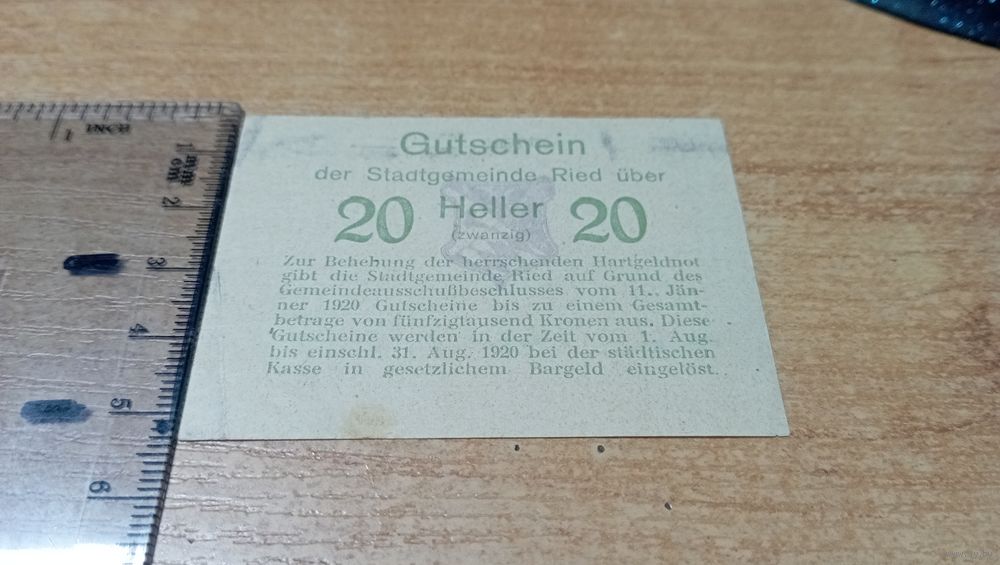 Gutschein
der Stadtgemeinde Ried über
20 Heller 20
(zwanzig)
Zur Behebung der herrschenden Hartgeldnot
gibt die Stadtgemeinde Ried auf Grund des
Gemeindeausschußbeschlusses vom 11. Jän-
ner 1920 Gutscheine bis zu einem Gesamt-
betrage von fünfzigtausend Kronen aus. Diese
Gutscheine werden in der Zeit vom 1. Aug.
bis einschl. 31. Aug. 1920 bei der städtischen
Kasse in gesetzlichem Bargeld eingelöst.
1 INCH
1 mm
cm
2
3
4
5
6